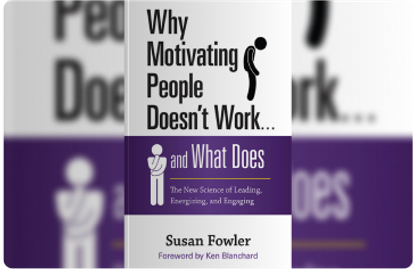 Why
Motivating
People
Doesn't Work...
and What Does
The New Science of Leading,
Energizing, and Engaging
Susan Fowler
Foreword by Ken Blanchard